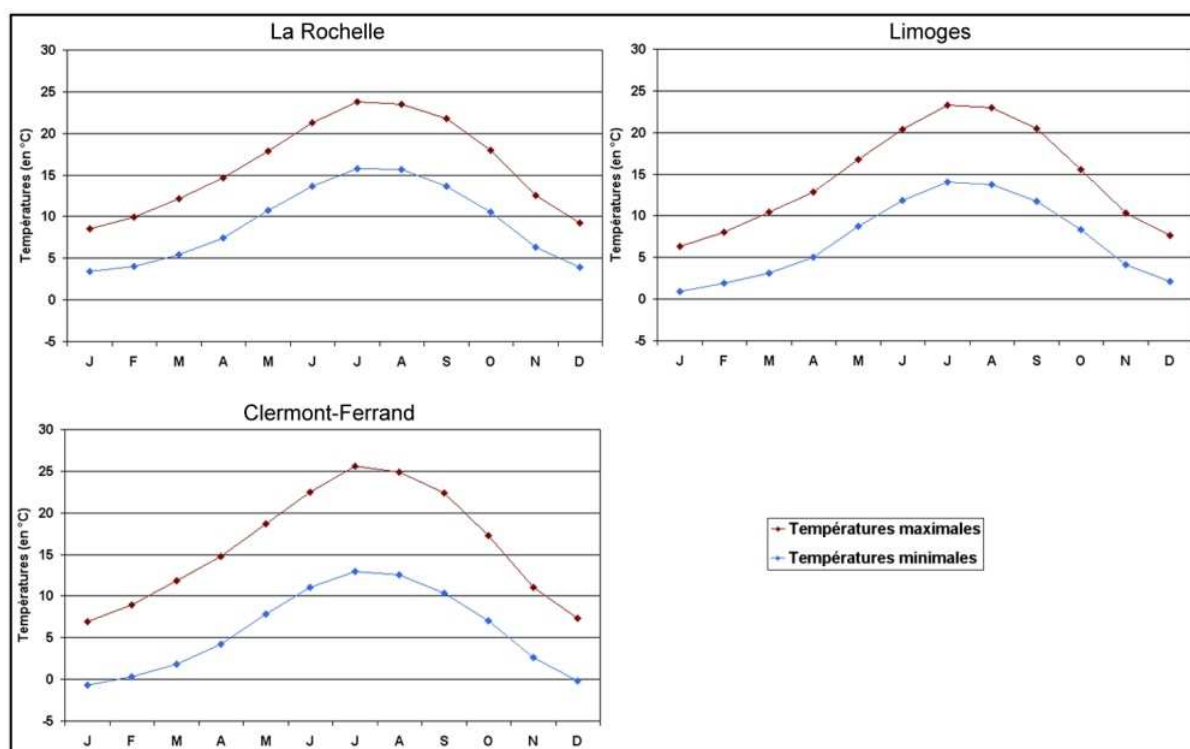 La Rochelle
Températures (en °C)
30
25
20
15
10
5
0
-5
J F M A M J J A S O N D
Limoges
Températures (en °C)
30
25
20
15
10
5
0
-5
J F M A M J J A S O N D
Clermont-Ferrand
Températures (en °C)
30
25
20
15
10
5
0
-5
J F M A M J J A S O N D
Températures maximales
Températures minimales